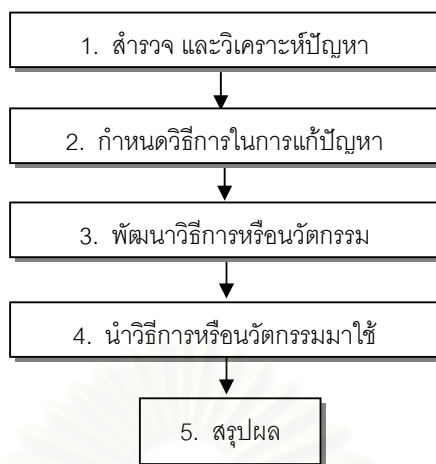 1. สำรวจ และวิเคราะห์ปัญหา
2. กำหนดวิธีการในการแก้ปัญหา
3. พัฒนาวิธีการหรือนวัตกรรม
4. นำวิธีการหรือนวัตกรรมมาใช้
5. สรุปผล